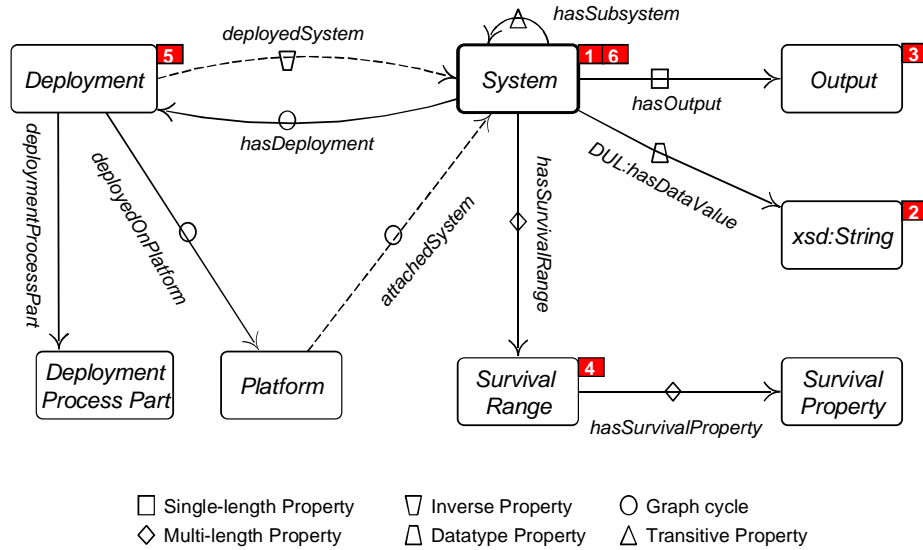 hasSubsystem
deployedSystem
5
Deployment
System
1 6
hasOutput
Output
3
hasDeployment
deploymentProcessPart
deployedOnPlatform
attachedSystem
hasSurvivalRange
DUL:hasDataValue
xsd:String
2
Deployment
Process Part
Platform
Survival
Range
4
hasSurvivalProperty
Survival
Property
Single-length Property
Inverse Property
Graph cycle
Multi-length Property
Datatype Property
Transitive Property